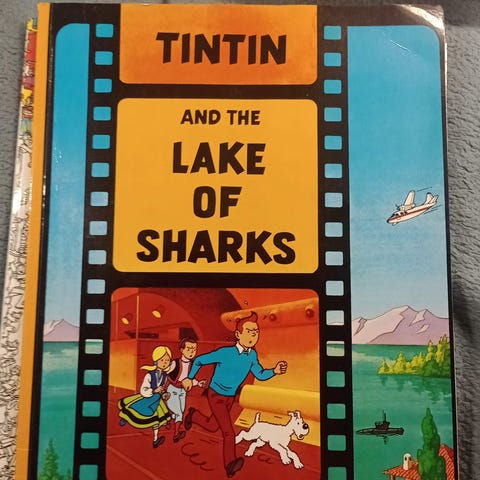 TINTIN
AND THE
LAKE
OF
SHARKS